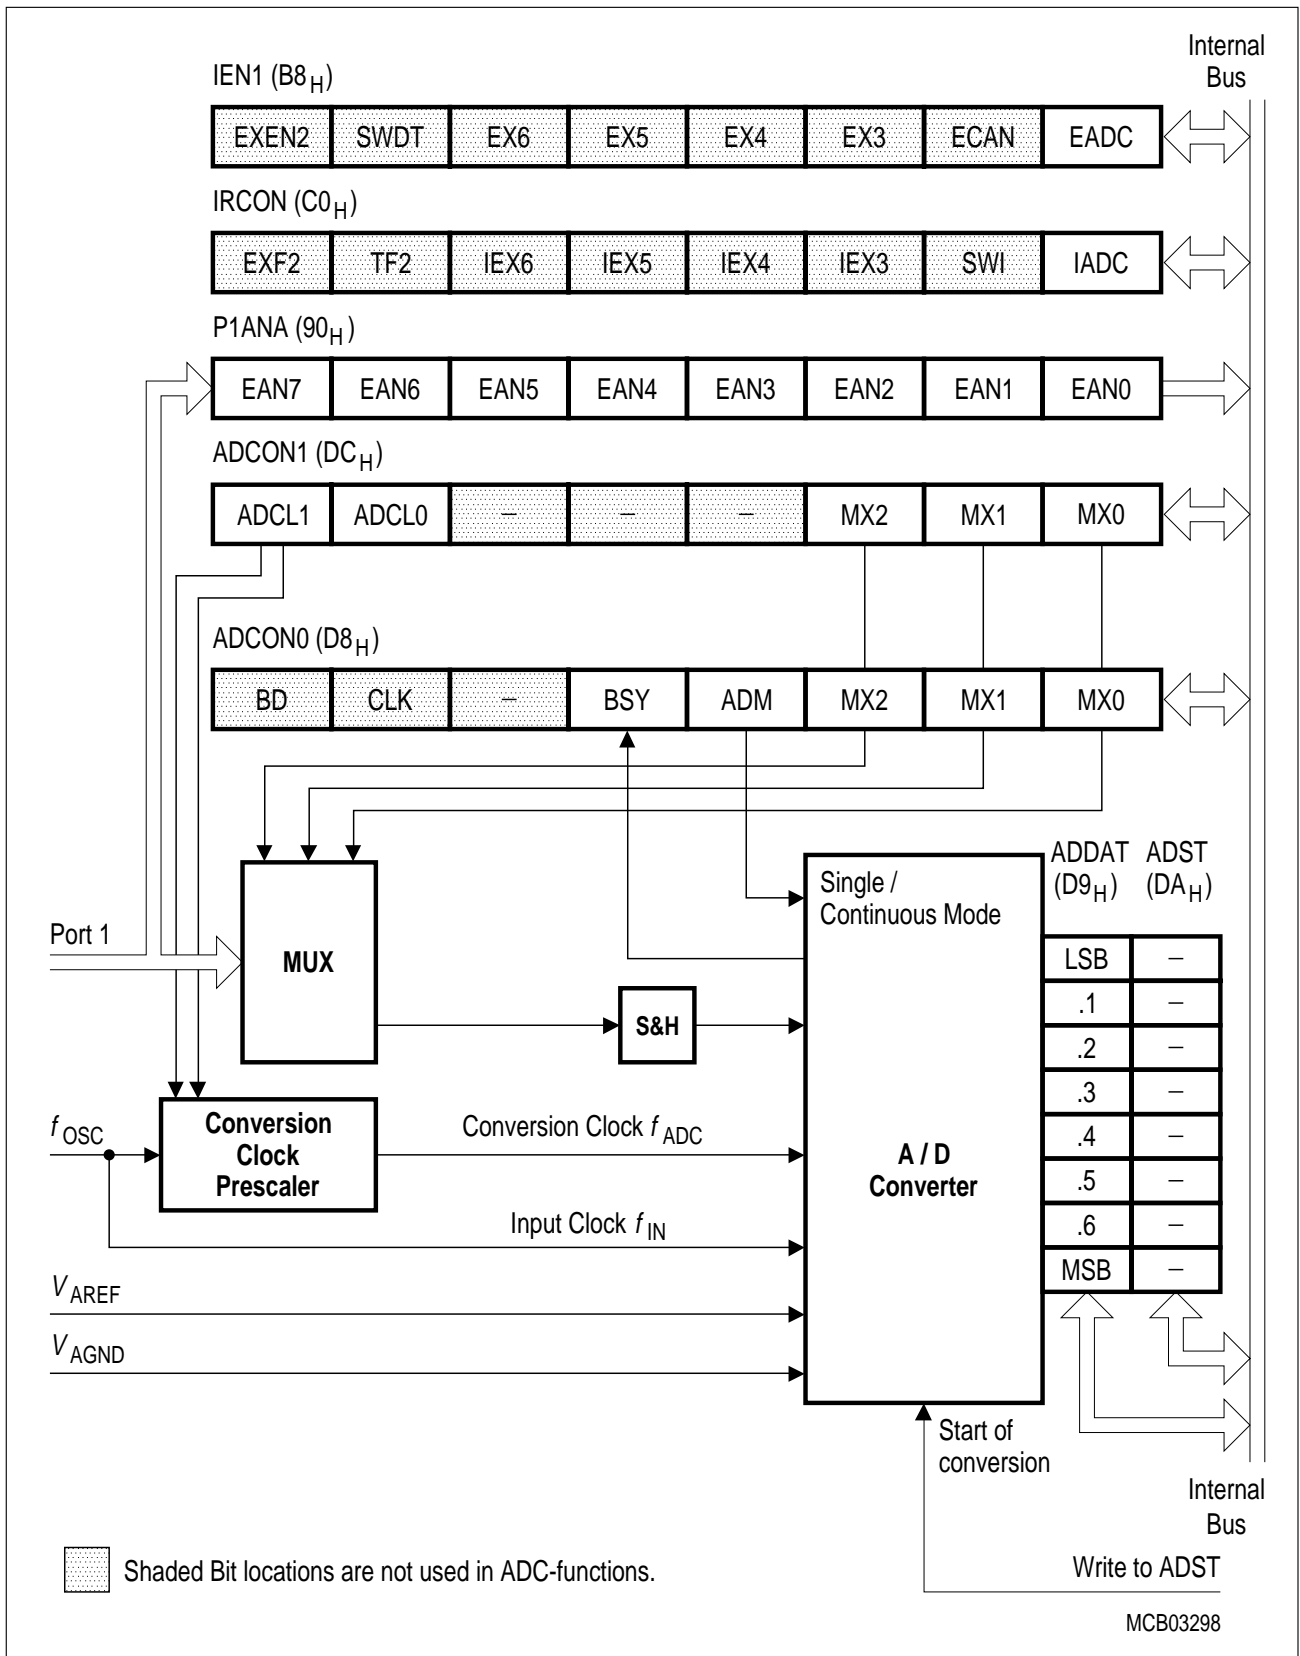 Internal
Bus
IEN1 (B8H)
EXEN2 SWDT EX6 EX5 EX4 EX3 ECAN EADC
IRCON (C0H)
EXF2 TF2 IEX6 IEX5 IEX4 IEX3 SWI IADC
P1ANA (90H)
EAN7 EAN6 EAN5 EAN4 EAN3 EAN2 EAN1 EAN0
ADCON1 (DCH)
ADCL1 ADCL0 – – – MX2 MX1 MX0
ADCON0 (D8H)
BD CLK – BSY ADM MX2 MX1 MX0
ADDAT ADST
(D9H) (DAH)
Single /
Continuous Mode
Port 1
MUX
S&H
LSB –
.1 –
.2 –
.3 –
.4 –
.5 –
.6 –
MSB –
fOSC
Conversion
Clock
Prescaler
Conversion Clock fADC
A / D
Converter
Input Clock fIN
VAREF
VAGND
Start of
conversion
Internal
Bus
Write to ADST
Shaded Bit locations are not used in ADC-functions.
MCB03298